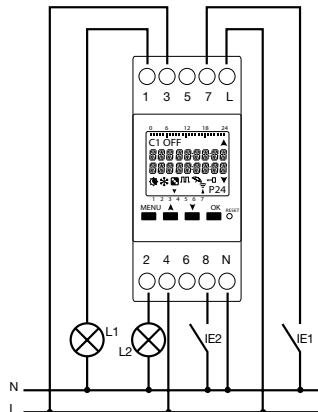 1 3 5 7 L
0 6 12 18 24
C1 OFF
P24
1 2 3 4 5 6 7
MENU OK RESET
2 4 6 8 N
L1
L2
IE2
IE1
N
L